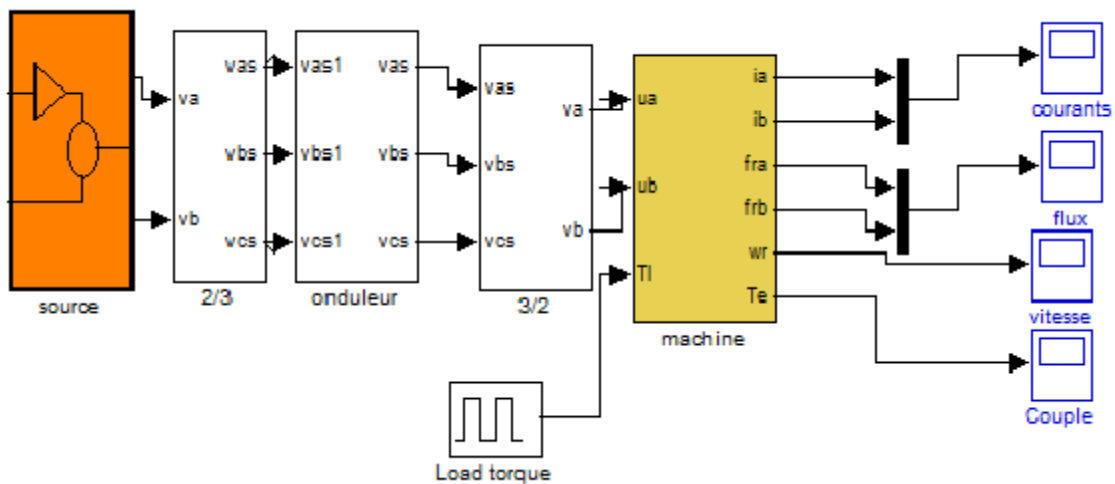 source
va
vb
vas
vbs
vcs
2/3
vas1
vbs1
vcs1
vas
vbs
vcs
onduleur
vas
vbs
vcs
va
vb
3/2
ua
ub
Tl
ia
ib
fra
frb
wr
Te
machine
Load torque
courants
flux
vitesse
Couple